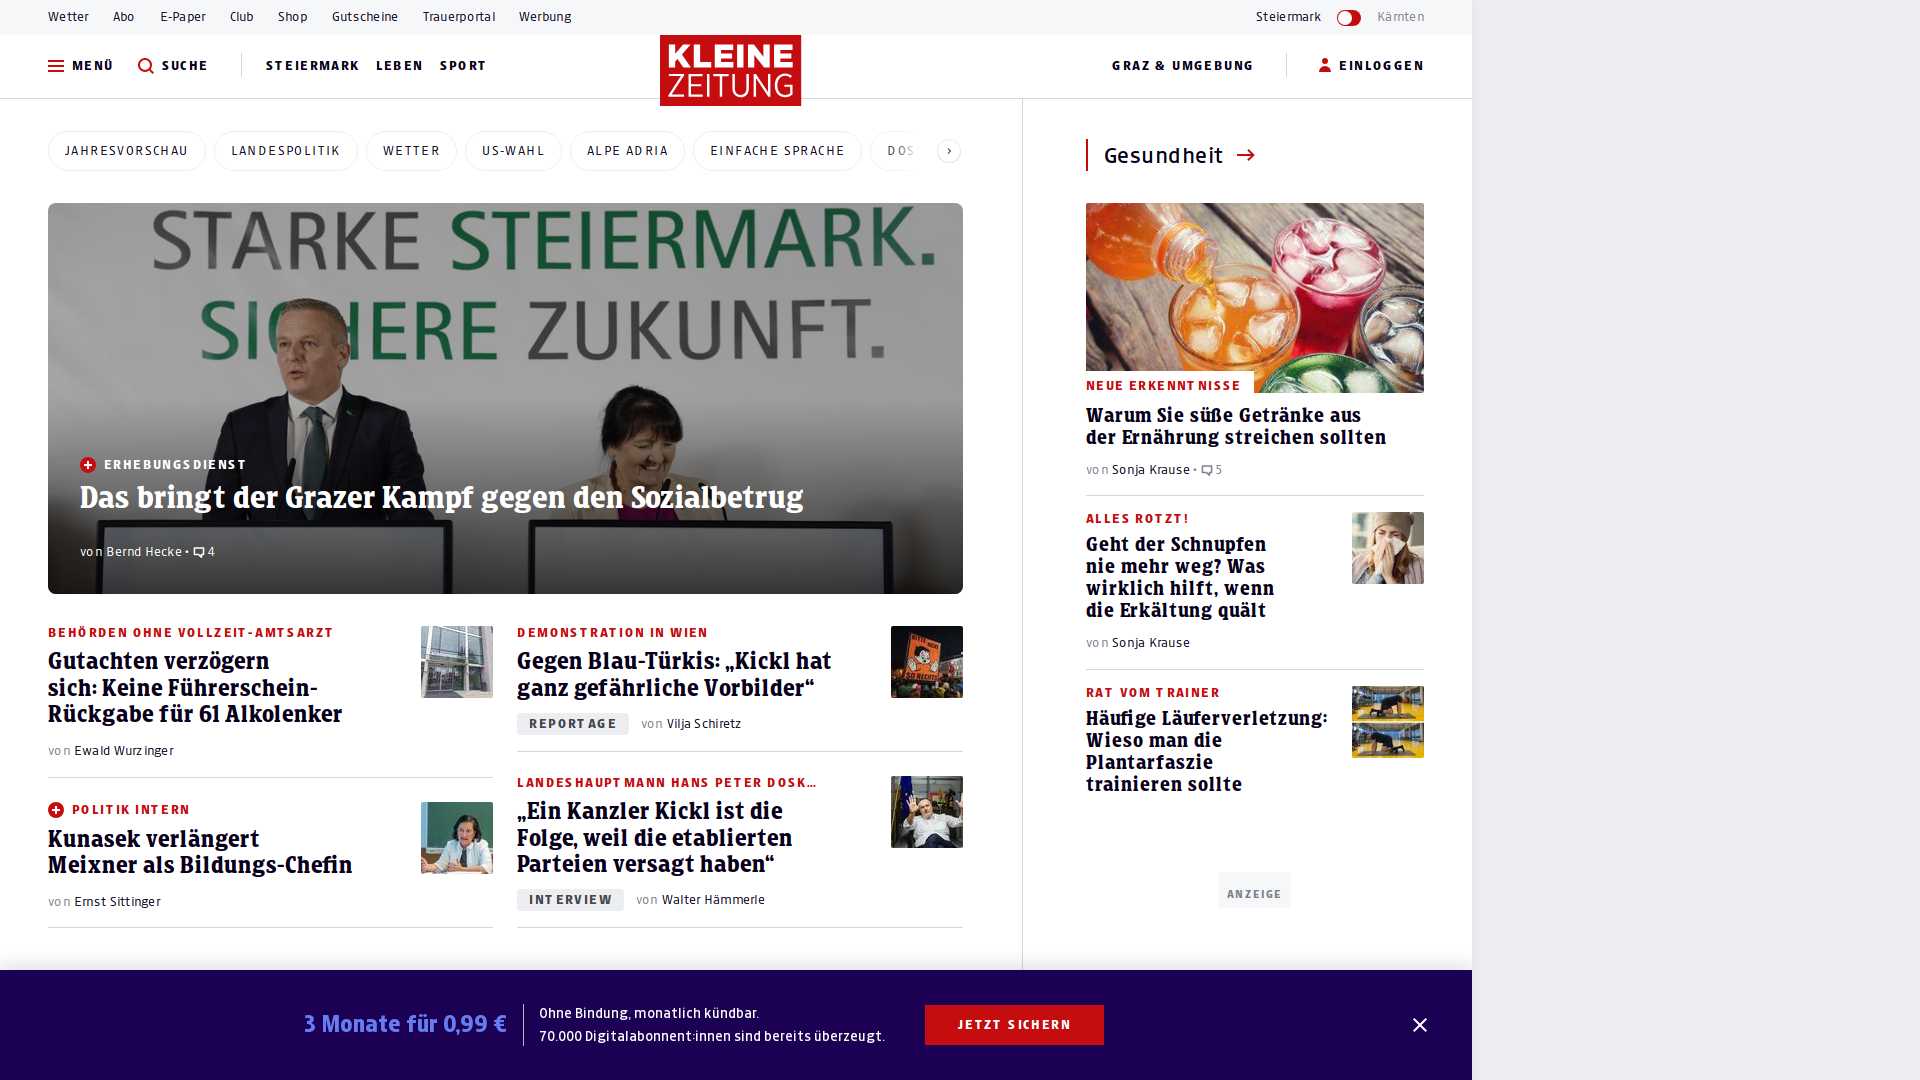 Wetter Abo E-Paper Club Shop Gutscheine Trauerportal Werbung Steiermark Kärnten
MENÜ SUCHE STEIERMARK LEBEN SPORT KLEINE ZEITUNG GRAZ & UMGEBUNG EINLOGGEN
JAHRESVORSCHAU LANDESPOLITIK WETTER US-WAHL ALPE ADRIA EINFACHE SPRACHE DOS
STARKE STEIERMARK.
SICHERE ZUKUNFT.
ERHEBUNGSDIENST
Das bringt der Grazer Kampf gegen den Sozialbetrug
von Bernd Hecke • 4
BEHÖRDEN OHNE VOLLZEIT-AMTSARZT
Gutachten verzögern
sich: Keine Führerschein-
Rückgabe für 61 Alkolenker
von Ewald Wurzinger
POLITIK INTERN
Kunasek verlängert
Meixner als Bildungs-Chefin
von Ernst Sittinger
DEMONSTRATION IN WIEN
Gegen Blau-Türkis: „Kickl hat
ganz gefährliche Vorbilder“
REPORTAGE von Vilja Schiretz
LANDESHAUPTMANN HANS PETER DOSK…
„Ein Kanzler Kickl ist die
Folge, weil die etablierten
Parteien versagt haben“
INTERVIEW von Walter Hämmerle
Gesundheit
NEUE ERKENNTNISSE
Warum Sie süße Getränke aus
der Ernährung streichen sollten
von Sonja Krause • 5
ALLES ROTZT!
Geht der Schnupfen
nie mehr weg? Was
wirklich hilft, wenn
die Erkältung quält
von Sonja Krause
RAT VOM TRAINER
Häufige Läuferverletzung:
Wieso man die
Plantarfaszie
trainieren sollte
ANZEIGE
3 Monate für 0,99 €
Ohne Bindung, monatlich kündbar.
70.000 Digitalabonnent:innen sind bereits überzeugt.
JETZT SICHERN